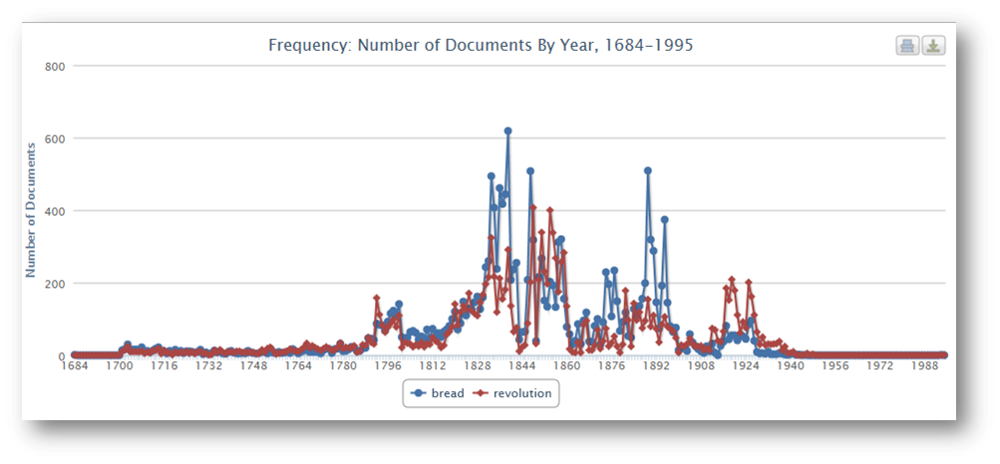 Frequency: Number of Documents By Year, 1684-1995
Number of Documents
800
600
400
200
0
1684 1700 1716 1732 1748 1764 1780 1796 1812 1828 1844 1860 1876 1892 1908 1924 1940 1956 1972 1988
bread revolution